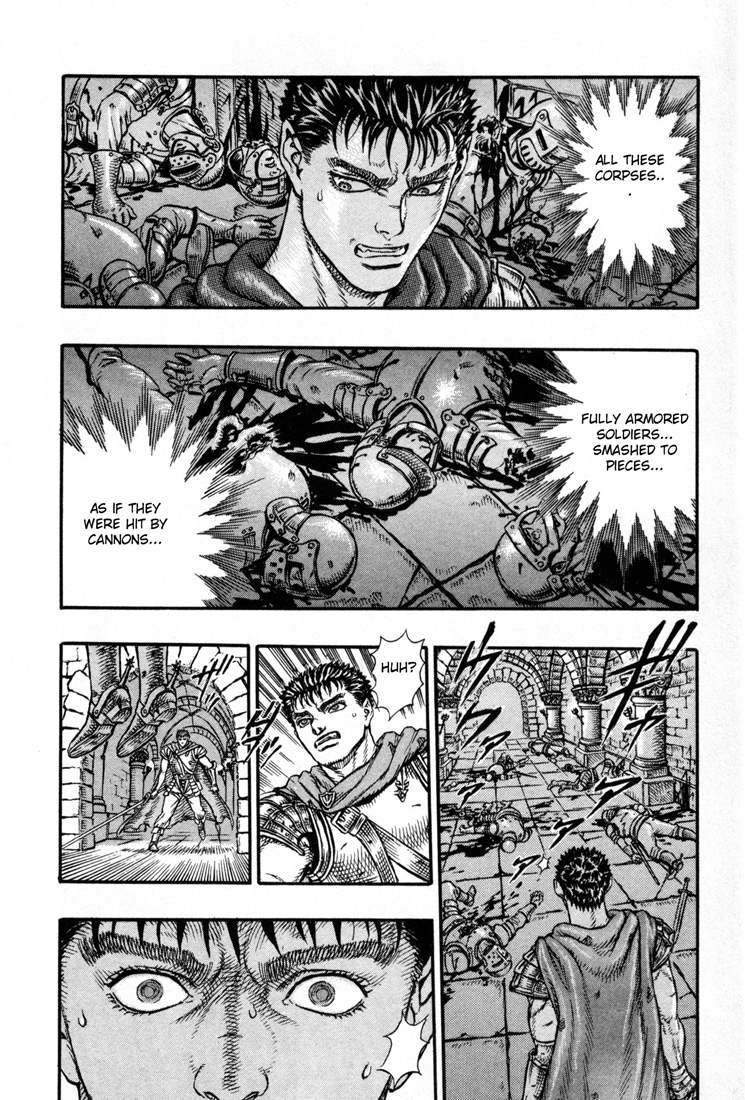 ALL THESE
CORPSES..
.
FULLY ARMORED
SOLDIERS...
SMASHED TO
PIECES...
AS IF THEY
WERE HIT BY
CANNONS...
HUH?